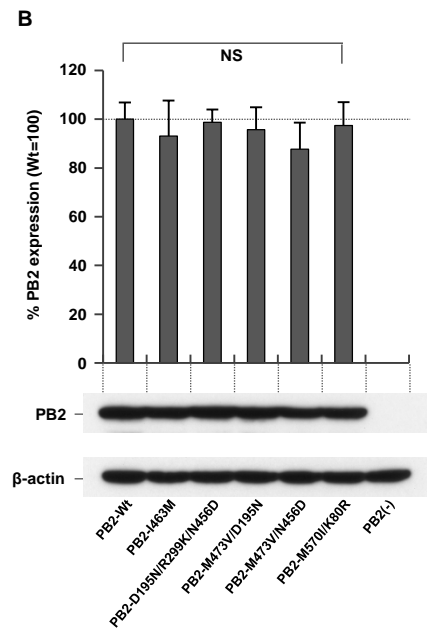 B
NS
% PB2 expression (Wt=100)
120
100
80
60
40
20
0
PB2
β-actin
PB2-Wt
PB2-I463M
PB2-D195N/R299K/N456D
PB2-M473V/D195N
PB2-M473V/N456D
PB2-M570I/K80R
PB2(-)